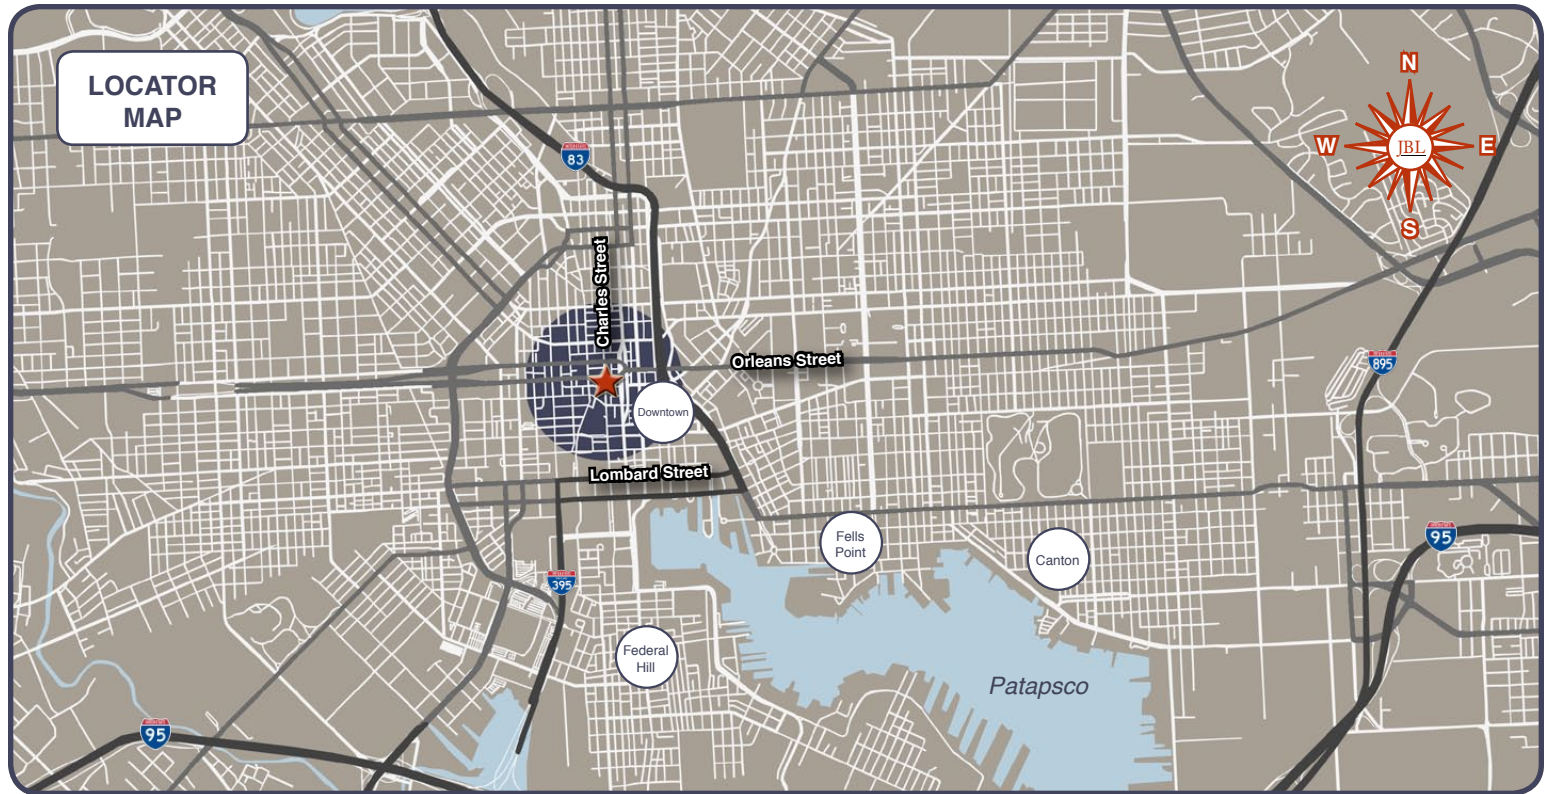 LOCATOR
MAP
N
W
JBL
E
S
83
Charles Street
Orleans Street
895
Downtown
Lombard Street
Fells
Point
95
Canton
395
Federal
Hill
Patapsco
95